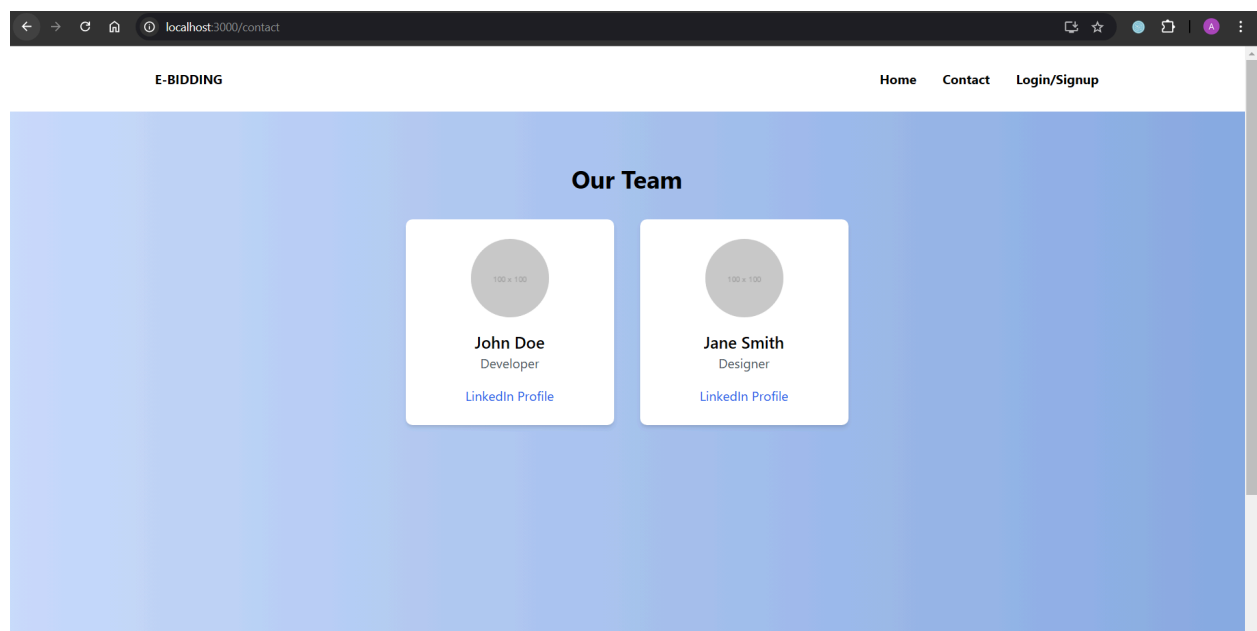 localhost:3000/contact
A
E-BIDDING
Home Contact Login/Signup
Our Team
100 x 100 100 x 100
John Doe Jane Smith
Developer Designer
LinkedIn Profile LinkedIn Profile